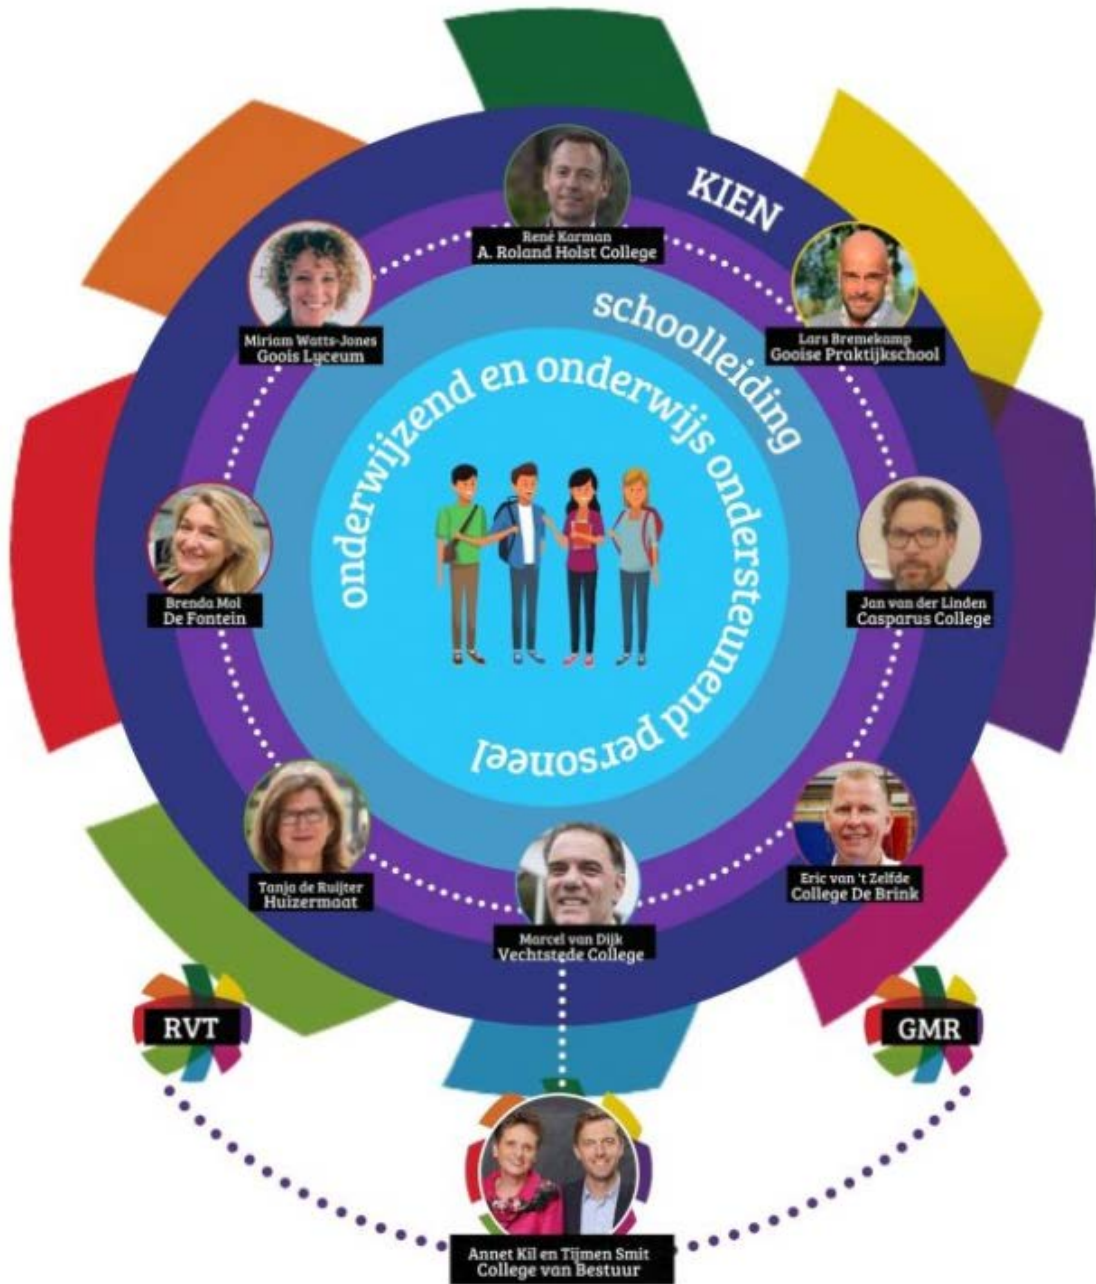 KIEN
René Karman
A. Roland Holst College
Miriam Watts-Jones
Goois Lyceum
Lars Bremekamp
Gooise Praktijkschool
schoolleiding
onderwijzend en onderwijs ondersteunend personeel
Brenda Mol
De Fontein
Jan van der Linden
Casparus College
Tanja de Ruijter
Huizermaat
Eric van 't Zelfde
College De Brink
Marcel van Dijk
Vechtstede College
RVT
GMR
Annet Kil en Tijmen Smit
College van Bestuur